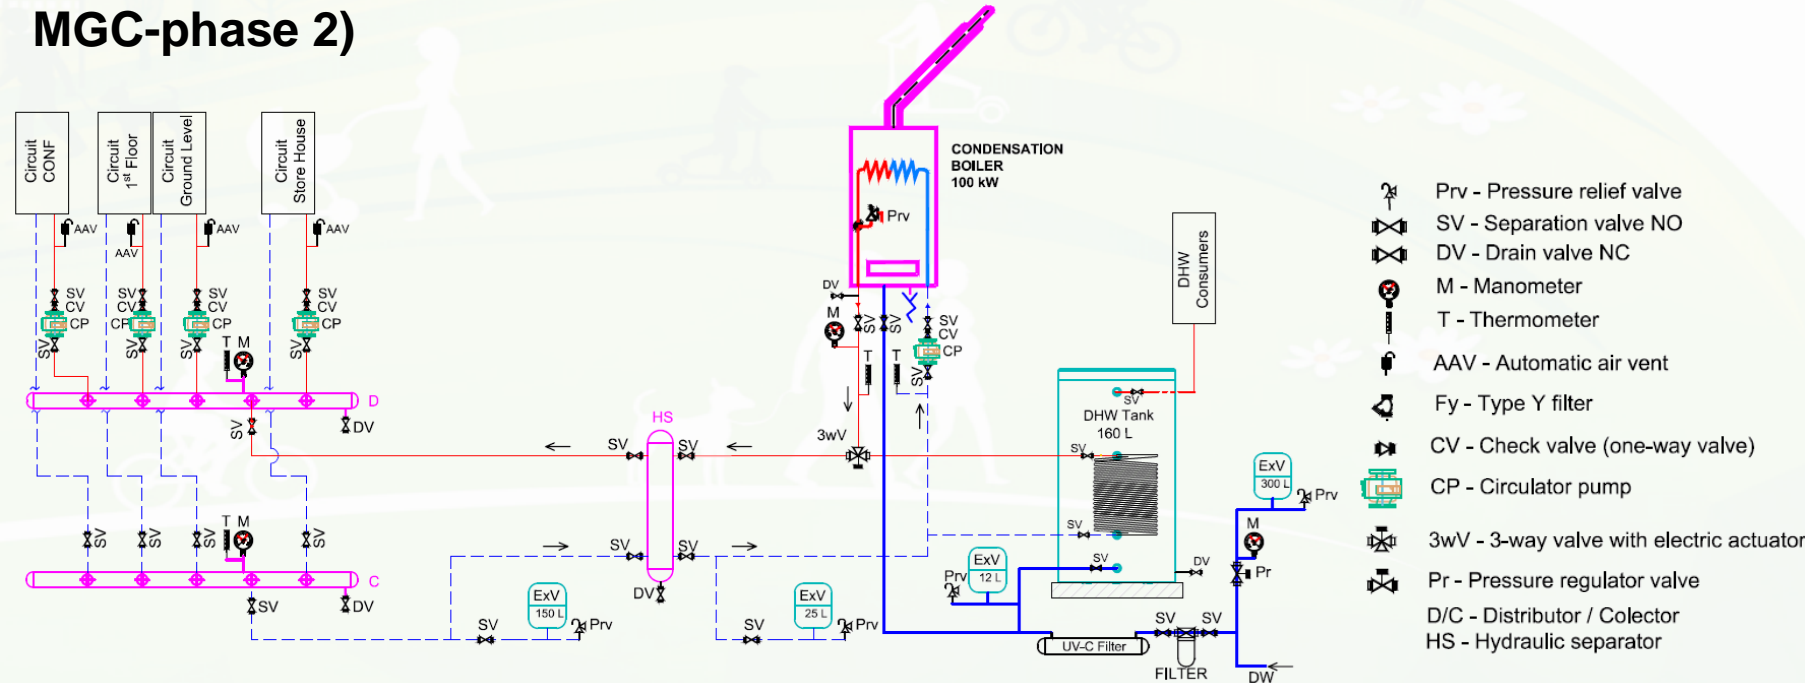 MGC-phase 2)
Circuit
CONF
Circuit
1st Floor
Circuit
Ground Level
Circuit
Store House
AAV
AAV
AAV
AAV
SV
CV
CP
SV
SV
CV
CP
SV
SV
CV
CP
SV
SV
CV
CP
SV
T M
D
SV
DV
SV
SV
SV
SV
T M
C
SV
DV
CONDENSATION
BOILER
100 kW
Prv
DV
M
SV
SV
SV
CV
CP
SV
T
T
3wV
HS
SV
SV
SV
SV
DV
SV
ExV
150 L
Prv
SV
ExV
25 L
Prv
DHW
Consumers
SV
DHW Tank
160 L
SV
SV
SV
DV
Prv
ExV
12 L
ExV
300 L
Prv
M
Pr
UV-C Filter
SV
SV
FILTER
DW
Prv - Pressure relief valve
SV - Separation valve NO
DV - Drain valve NC
M - Manometer
T - Thermometer
AAV - Automatic air vent
Fy - Type Y filter
CV - Check valve (one-way valve)
CP - Circulator pump
3wV - 3-way valve with electric actuator
Pr - Pressure regulator valve
D/C - Distributor / Colector
HS - Hydraulic separator